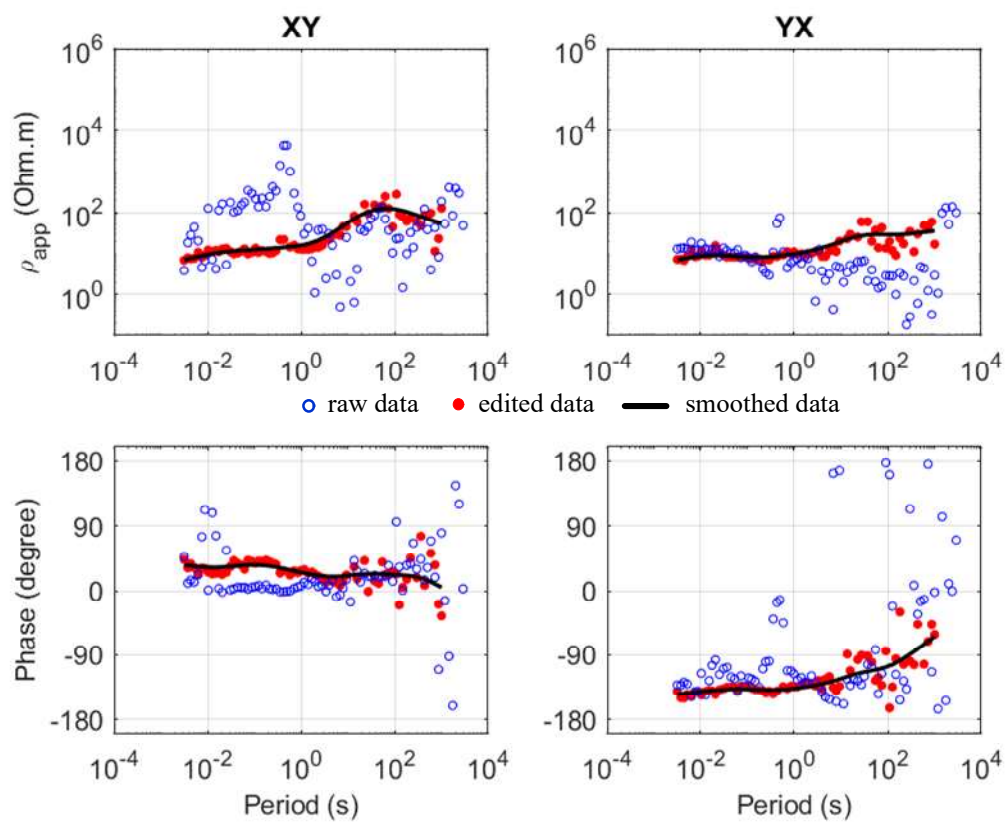 XY YX
10^6 10^6
10^4 10^4
10^2 10^2
10^0 10^0
ρ_app (Ohm.m)
10^-4 10^-2 10^0 10^2 10^4 10^-4 10^-2 10^0 10^2 10^4
raw data edited data smoothed data
180 180
90 90
0 0
-90 -90
-180 -180
Phase (degree)
10^-4 10^-2 10^0 10^2 10^4 10^-4 10^-2 10^0 10^2 10^4
Period (s) Period (s)